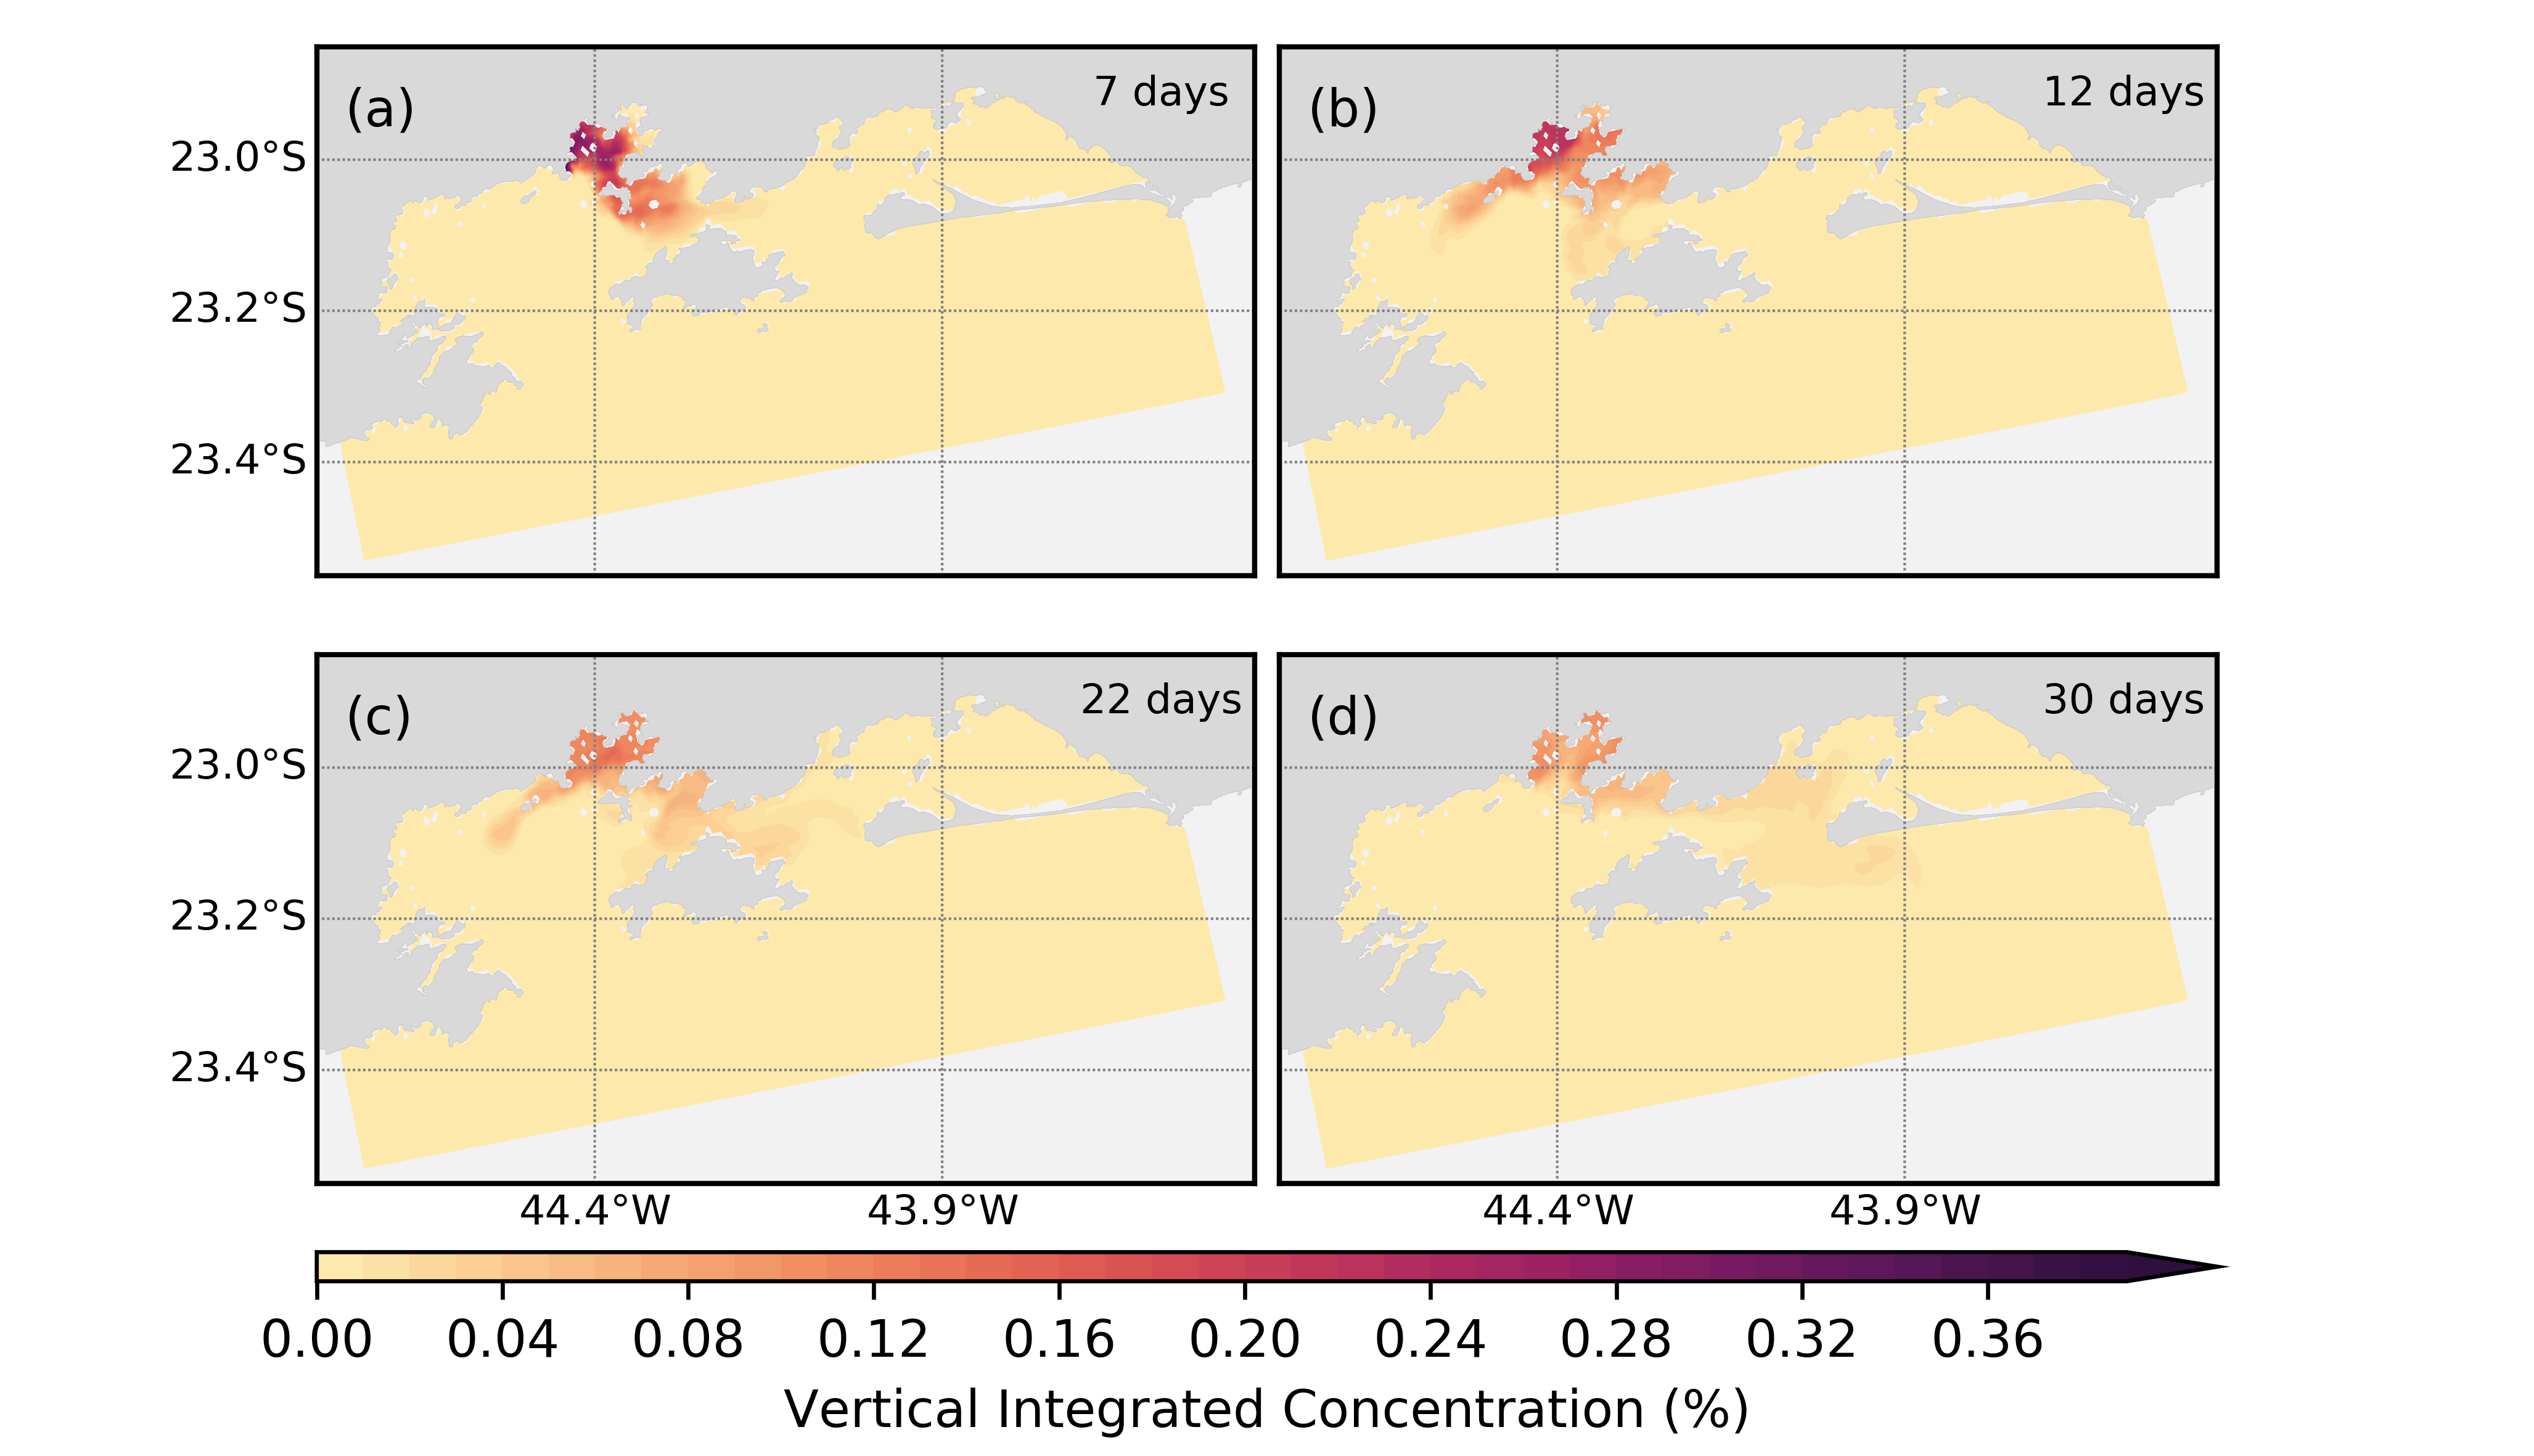 (a)
7 days
(b)
12 days
23.0°S
23.2°S
23.4°S
(c)
22 days
(d)
30 days
23.0°S
23.2°S
23.4°S
44.4°W
43.9°W
44.4°W
43.9°W
0.00 0.04 0.08 0.12 0.16 0.20 0.24 0.28 0.32 0.36
Vertical Integrated Concentration (%)